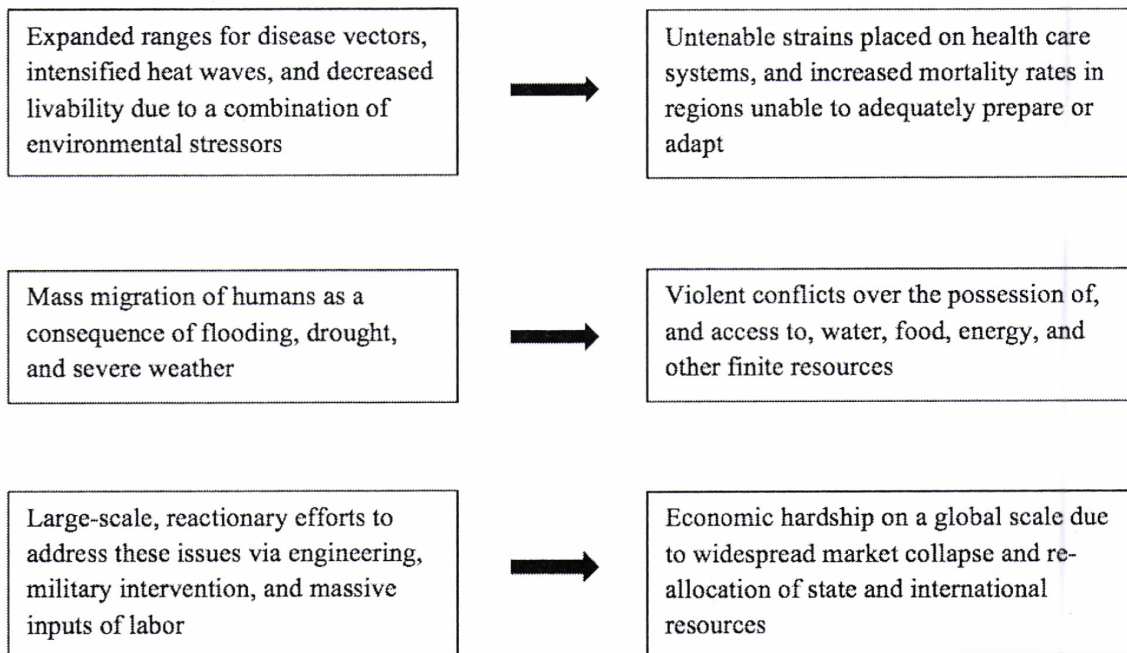 Expanded ranges for disease vectors,
intensified heat waves, and decreased
livability due to a combination of
environmental stressors
Untenable strains placed on health care
systems, and increased mortality rates in
regions unable to adequately prepare or
adapt
Mass migration of humans as a
consequence of flooding, drought,
and severe weather
Violent conflicts over the possession of,
and access to, water, food, energy, and
other finite resources
Large-scale, reactionary efforts to
address these issues via engineering,
military intervention, and massive
inputs of labor
Economic hardship on a global scale due
to widespread market collapse and re-
allocation of state and international
resources